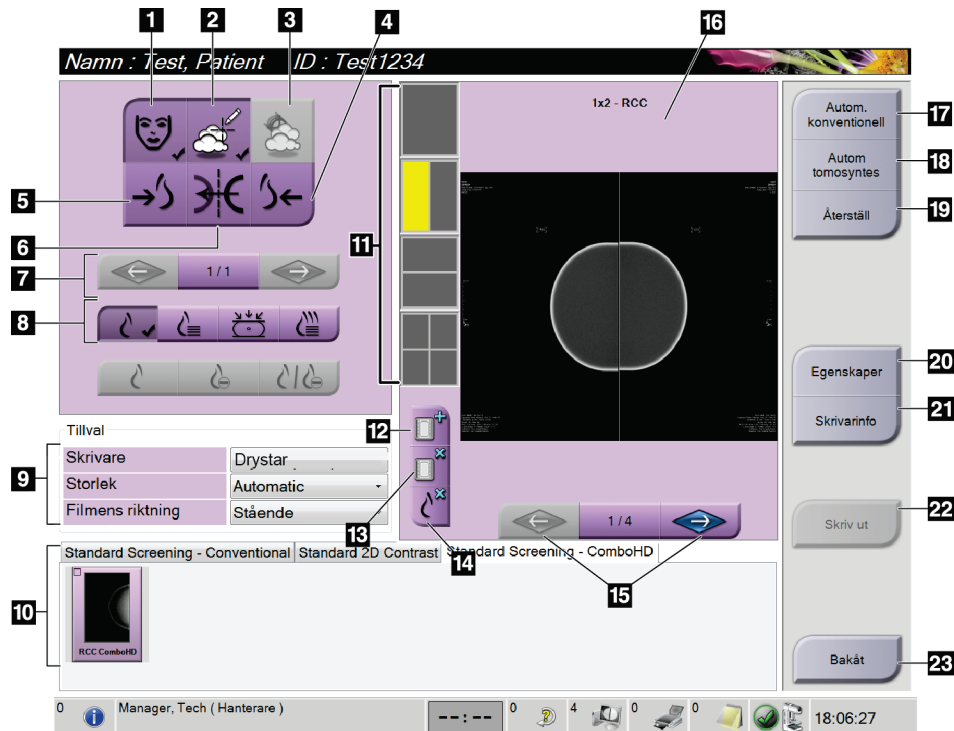 1
2
3
4
16
Namn : Test, Patient ID : Test1234
1x2 - RCC
Autom. konventionell
17
Autom tomosyntes
18
Återställ
19
5
6
11
7
1 / 1
8
Egenskaper
20
Skrivarinfo
21
Tillval
12
Skrivare
Drystar
9
Storlek
Automatic
Filmens riktning
Stående
13
14
1 / 4
15
Skriv ut
22
Standard Screening - Conventional
Standard 2D Contrast
Standard Screening - ComboHD
10
RCC ComboHD
Bakåt
23
0
Manager, Tech ( Hanterare )
--:--
0
4
0
0
18:06:27